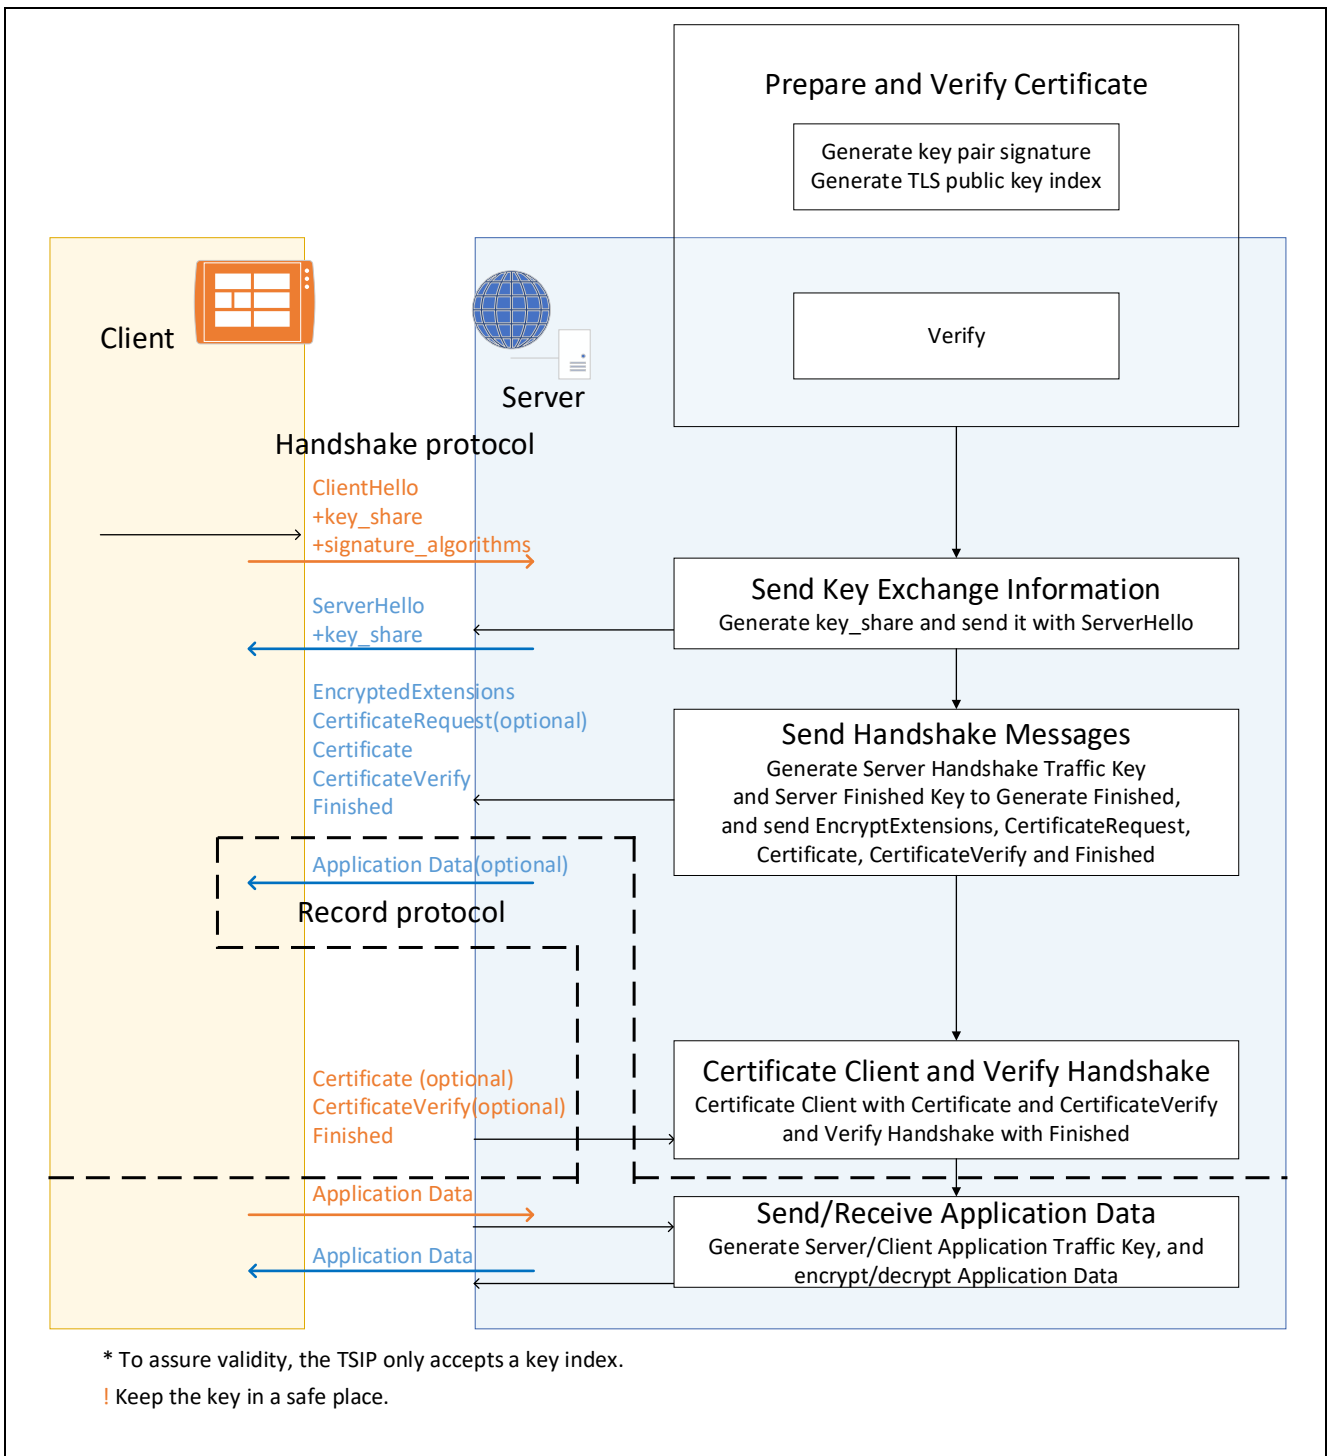 Prepare and Verify Certificate
Generate key pair signature
Generate TLS public key index
Verify
Client
Server
Handshake protocol
ClientHello
+key_share
+signature_algorithms
Send Key Exchange Information
Generate key_share and send it with ServerHello
ServerHello
+key_share
EncryptedExtensions
CertificateRequest(optional)
Certificate
CertificateVerify
Finished
Send Handshake Messages
Generate Server Handshake Traffic Key
and Server Finished Key to Generate Finished,
and send EncryptExtensions, CertificateRequest,
Certificate, CertificateVerify and Finished
Application Data(optional)
Record protocol
Certificate (optional)
CertificateVerify(optional)
Finished
Certificate Client and Verify Handshake
Certificate Client with Certificate and CertificateVerify
and Verify Handshake with Finished
Application Data
Application Data
Send/Receive Application Data
Generate Server/Client Application Traffic Key, and
encrypt/decrypt Application Data
* To assure validity, the TSIP only accepts a key index.
! Keep the key in a safe place.